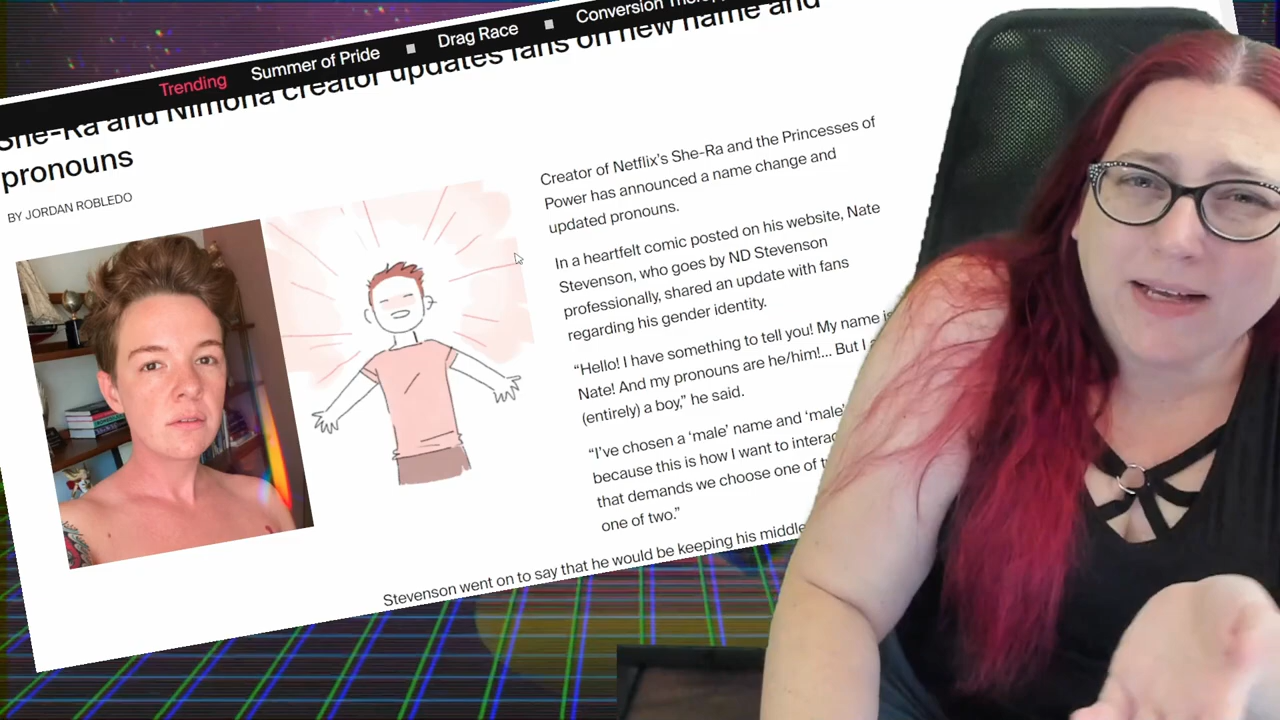 Trending Summer of Pride Drag Race Conversion
She-Ra and Nimona creator updates fans on new name and
pronouns
BY JORDAN ROBLEDO
Creator of Netflix's She-Ra and the Princesses of
Power has announced a name change and
updated pronouns.
In a heartfelt comic posted on his website, Nate
Stevenson, who goes by ND Stevenson
professionally, shared an update with fans
regarding his gender identity.
“Hello! I have something to tell you! My name is
Nate! And my pronouns are he/him!... But I
(entirely) a boy,” he said.
“I've chosen a ‘male’ name and ‘male’
because this is how I want to
that demands we choose one of
one of two.”
Stevenson went on to say that he would be keeping his middle